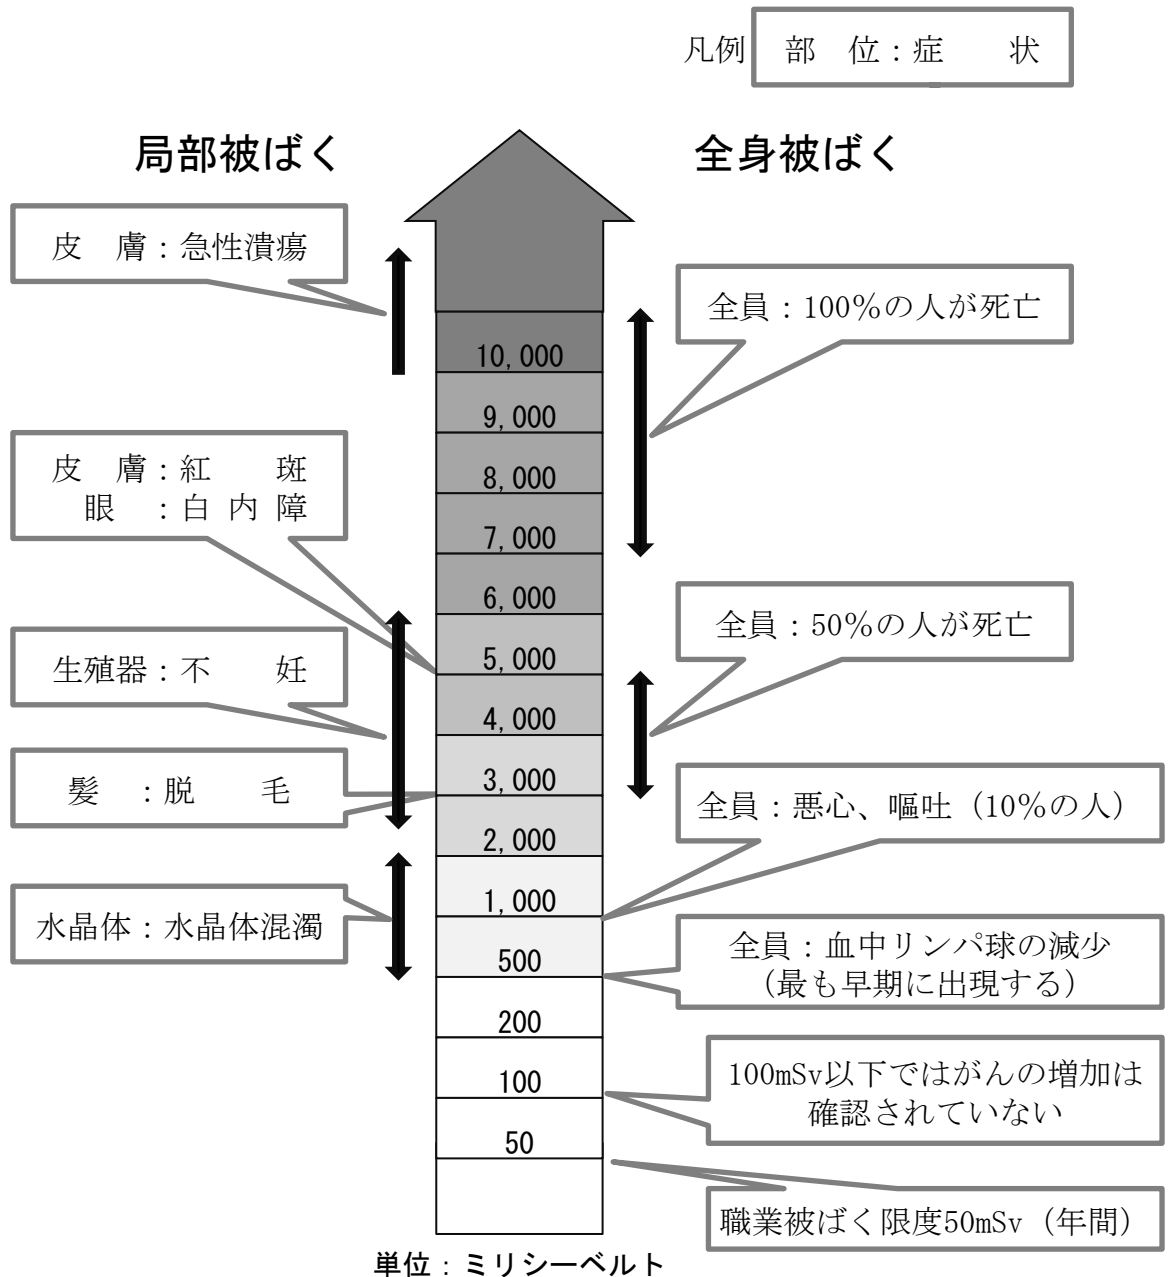 凡例
部　位：症　　状
局部被ばく
全身被ばく
皮　膚：急性潰瘍
皮　膚：紅　　斑
眼　：白 内 障
生殖器：不　　妊
髪　：脱　　毛
水晶体：水晶体混濁
10,000
9,000
8,000
7,000
6,000
5,000
4,000
3,000
2,000
1,000
500
200
100
50
全員：100％の人が死亡
全員：50％の人が死亡
全員：悪心、嘔吐（10％の人）
全員：血中リンパ球の減少
（最も早期に出現する）
100mSv以下ではがんの増加は
確認されていない
職業被ばく限度50mSv（年間）
単位：ミリシーベルト